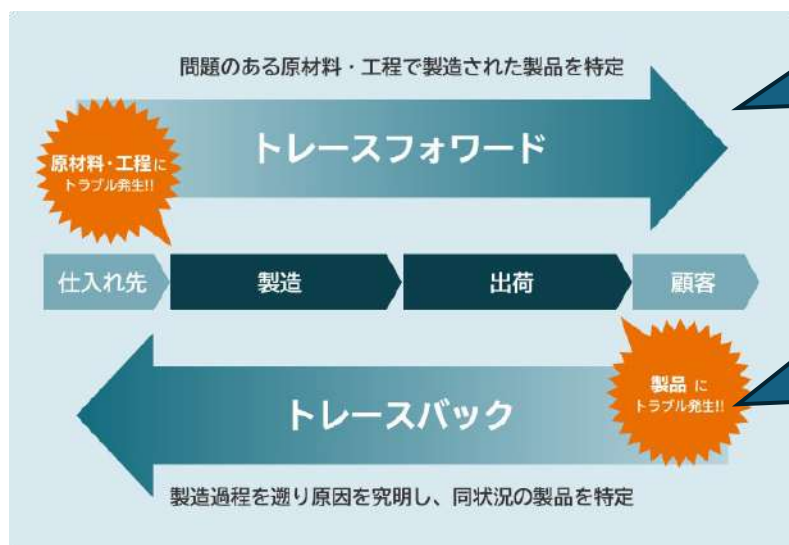 問題のある原材料・工程で製造された製品を特定
トレースフォワード
原材料・工程に
トラブル発生!!
仕入れ先
製造
出荷
顧客
製品 に
トラブル発生!!
トレースバック
製造過程を遡り原因を究明し、同状況の製品を特定